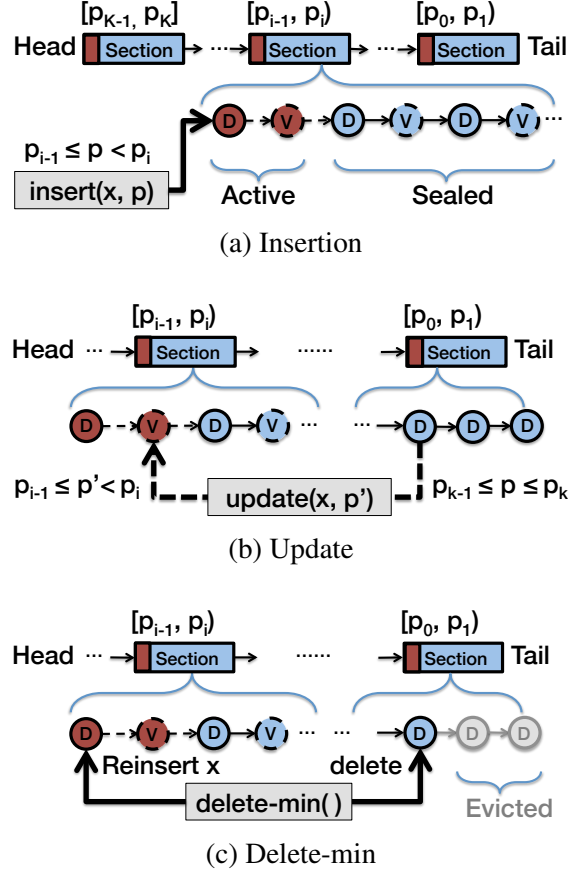 [pK-1, pK] [pi-1, pi) [p0, p1)
Head Section ... Section ... Section Tail
D V D V D V ...
pi-1 ≤ p < pi
insert(x, p) Active Sealed
(a) Insertion
[pi-1, pi) [p0, p1)
Head ... Section ...... Section Tail
D V D V ... ... D D D
pi-1 ≤ p' < pi update(x, p') pk-1 ≤ p ≤ pk
(b) Update
[pi-1, pi) [p0, p1)
Head ... Section ...... Section Tail
D V D V ... ... D D D
Reinsert x delete
delete-min() Evicted
(c) Delete-min